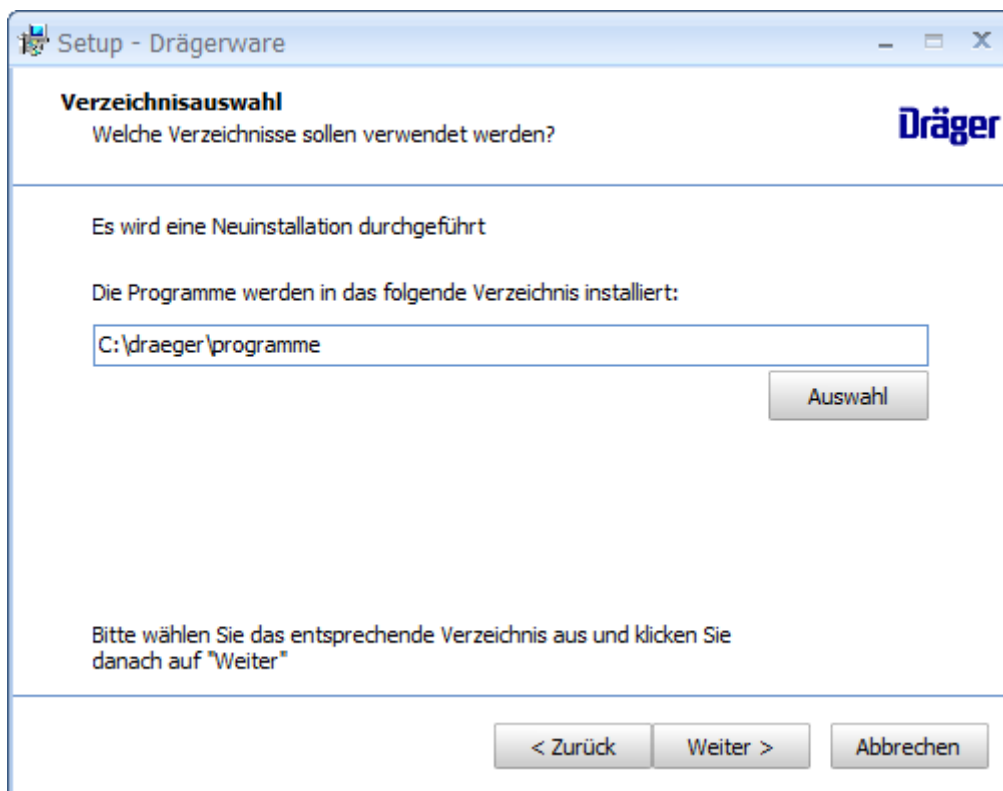 Setup - Drägerware
Verzeichnisauswahl
Welche Verzeichnisse sollen verwendet werden?
Dräger
Es wird eine Neuinstallation durchgeführt
Die Programme werden in das folgende Verzeichnis installiert:
C:\draeger\programme
Auswahl
Bitte wählen Sie das entsprechende Verzeichnis aus und klicken Sie
danach auf "Weiter"
< Zurück
Weiter >
Abbrechen